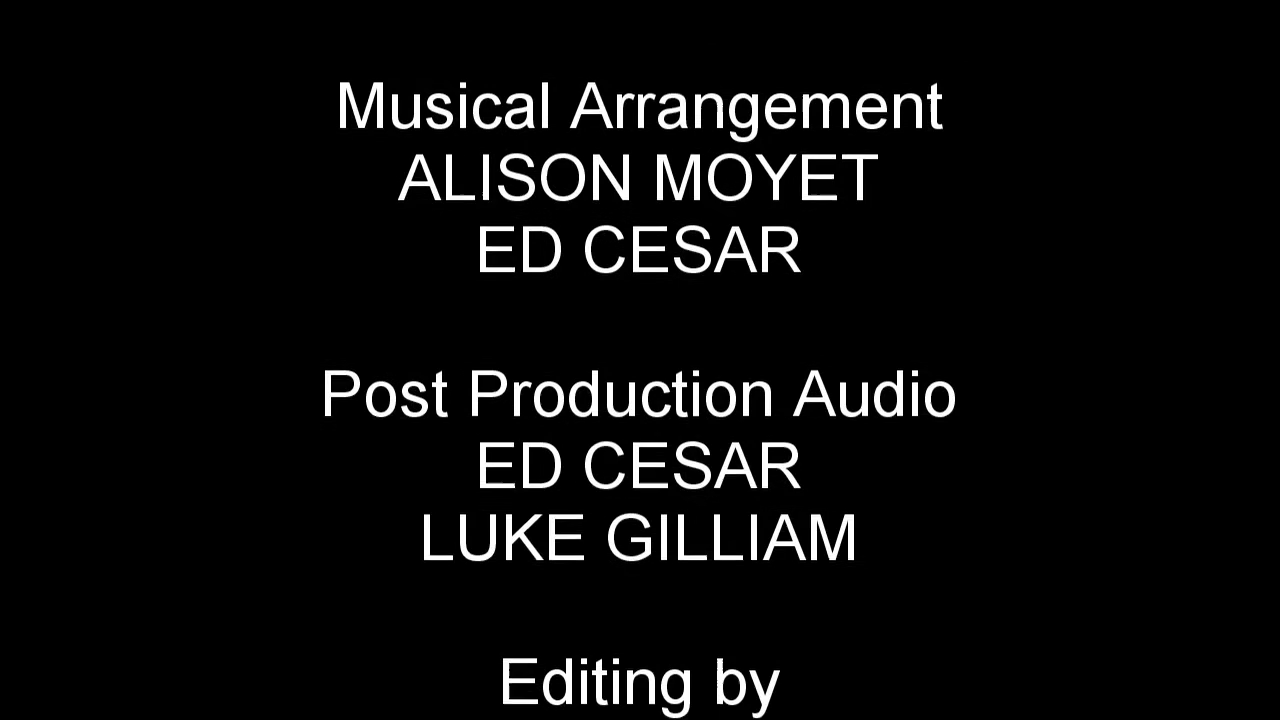 Musical Arrangement
ALISON MOYET
ED CESAR
Post Production Audio
ED CESAR
LUKE GILLIAM
Editing by